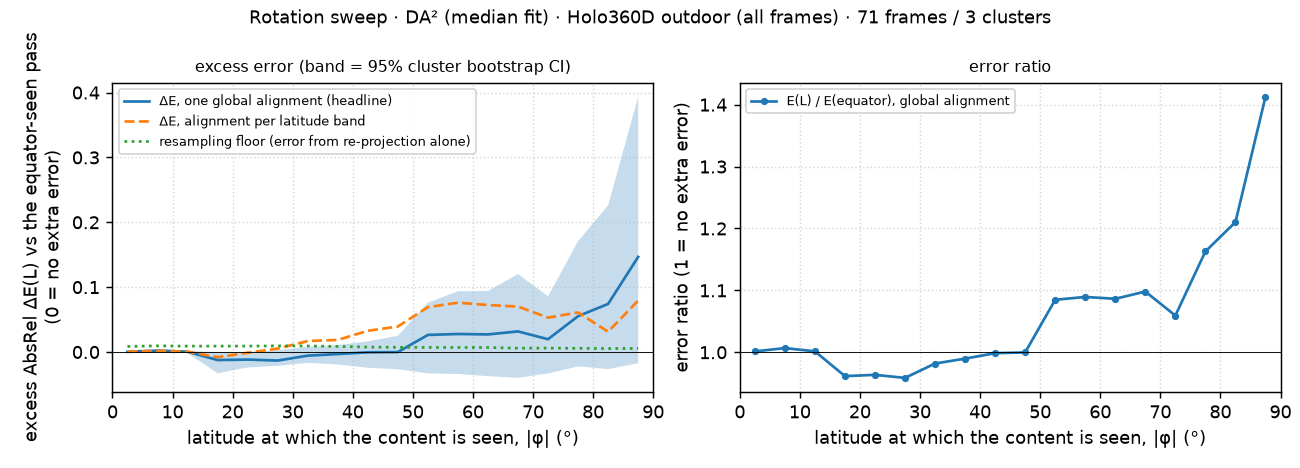 Rotation sweep · DA² (median fit) · Holo360D outdoor (all frames) · 71 frames / 3 clusters
excess error (band = 95% cluster bootstrap CI)
excess AbsRel ΔE(L) vs the equator-seen pass
(0 = no extra error)
0.4
0.3
0.2
0.1
0.0
ΔE, one global alignment (headline)
ΔE, alignment per latitude band
resampling floor (error from re-projection alone)
0 10 20 30 40 50 60 70 80 90
latitude at which the content is seen, |φ| (°)
error ratio
error ratio (1 = no extra error)
1.4
1.3
1.2
1.1
1.0
E(L) / E(equator), global alignment
0 10 20 30 40 50 60 70 80 90
latitude at which the content is seen, |φ| (°)